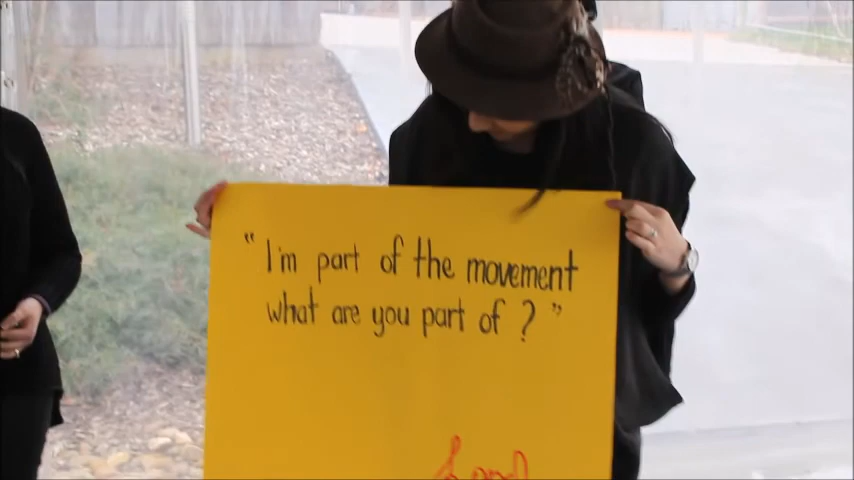 "I'm part of the movement
what are you part of?"